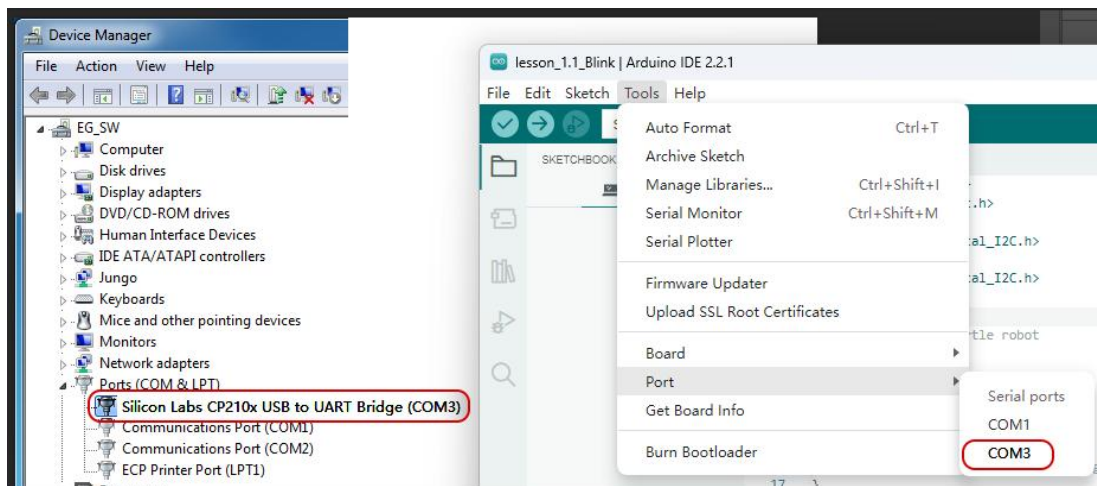 Device Manager
File Action View Help
EG_SW
Computer
Disk drives
Display adapters
DVD/CD-ROM drives
Human Interface Devices
IDE ATA/ATAPI controllers
Jungo
Keyboards
Mice and other pointing devices
Monitors
Network adapters
Ports (COM & LPT)
Silicon Labs CP210x USB to UART Bridge (COM3)
Communications Port (COM1)
Communications Port (COM2)
ECP Printer Port (LPT1)
lesson_1.1_Blink | Arduino IDE 2.2.1
File Edit Sketch Tools Help
SKETCHBOOK
Auto Format Ctrl+T
Archive Sketch
Manage Libraries... Ctrl+Shift+I
Serial Monitor Ctrl+Shift+M
Serial Plotter
Firmware Updater
Upload SSL Root Certificates
Board
Port
Get Board Info
Burn Bootloader
Serial ports
COM1
COM3
.h>
al_I2C.h>
al_I2C.h>
tle robot
17 }